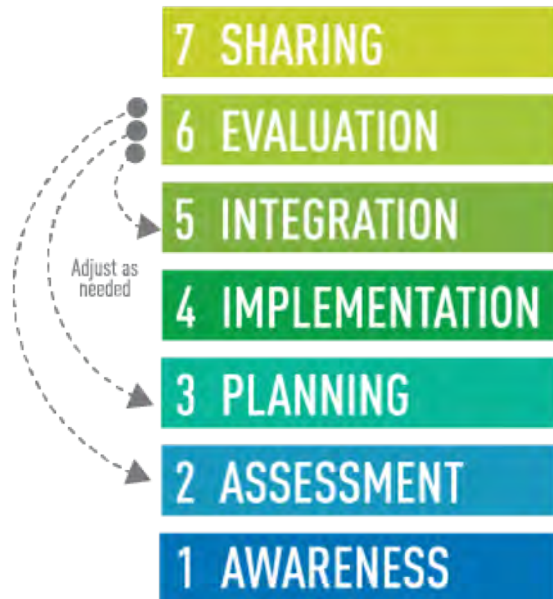 7 SHARING
6 EVALUATION
5 INTEGRATION
Adjust as
needed
4 IMPLEMENTATION
3 PLANNING
2 ASSESSMENT
1 AWARENESS